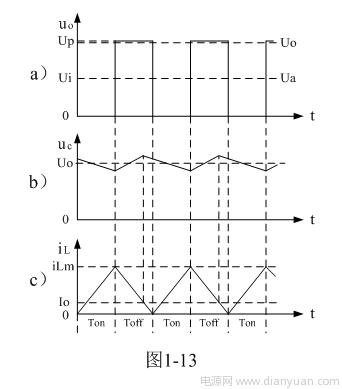 uo
Up
Uo
a)
Ui
Ua
0
t
uc
Uo
b)
0
t
iL
iLm
c)
Io
0
t
Ton Toff Ton Toff Ton
图1-13
电源网 www.dianyuan.com